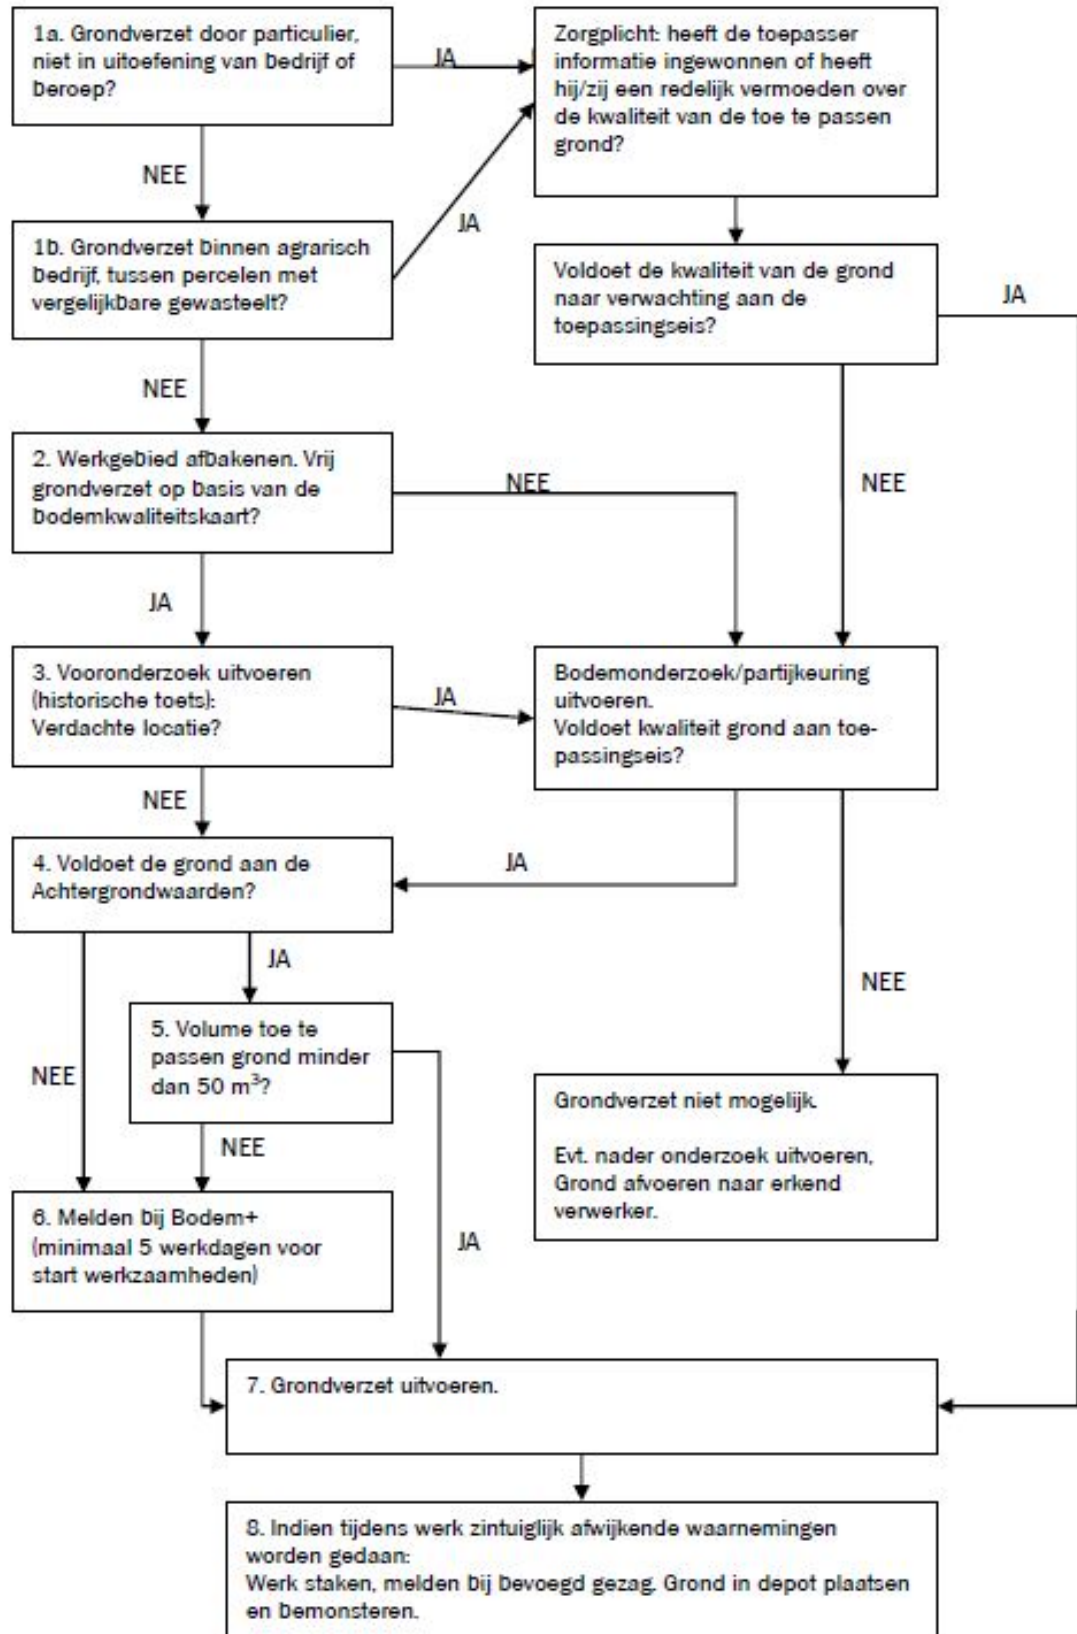 1a. Grondverzet door particulier,
niet in uitoefening van bedrijf of
beroep?
JA
Zorgplicht: heeft de toepasser
informatie ingewonnen of heeft
hij/zij een redelijk vermoeden over
de kwaliteit van de toe te passen
grond?
NEE
JA
1b. Grondverzet binnen agrarisch
bedrijf, tussen percelen met
vergelijkbare gewasteelt?
Voldoet de kwaliteit van de grond
naar verwachting aan de
toepassingseis?
JA
NEE
2. Werkgebied afbakenen. Vrij
grondverzet op basis van de
bodemkwaliteitskaart?
NEE
NEE
JA
3. Vooronderzoek uitvoeren
(historische toets):
Verdachte locatie?
JA
Bodemonderzoek/partijkeuring
uitvoeren.
Voldoet kwaliteit grond aan toe-
passingseis?
NEE
4. Voldoet de grond aan de
Achtergrondwaarden?
JA
JA
NEE
5. Volume toe te
passen grond minder
dan 50 m³?
NEE
NEE
Grondverzet niet mogelijk.
Evt. nader onderzoek uitvoeren,
Grond afvoeren naar erkend
verwerker.
6. Melden bij Bodem+
(minimaal 5 werkdagen voor
start werkzaamheden)
JA
7. Grondverzet uitvoeren.
8. Indien tijdens werk zintuiglijk afwijkende waarnemingen
worden gedaan:
Werk staken, melden bij bevoegd gezag. Grond in depot plaatsen
en bemonsteren.